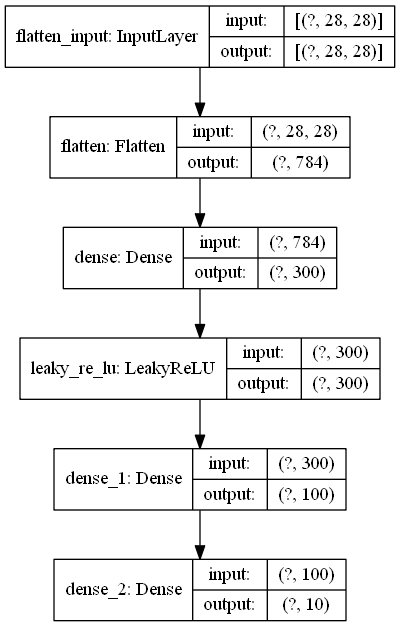 flatten_input: InputLayer
input: [(?, 28, 28)]
output: [(?, 28, 28)]
flatten: Flatten
input: (?, 28, 28)
output: (?, 784)
dense: Dense
input: (?, 784)
output: (?, 300)
leaky_re_lu: LeakyReLU
input: (?, 300)
output: (?, 300)
dense_1: Dense
input: (?, 300)
output: (?, 100)
dense_2: Dense
input: (?, 100)
output: (?, 10)